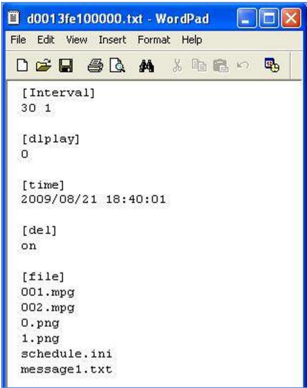 d0013fe100000.txt - WordPad
File Edit View Insert Format Help
[Interval]
30 1
[dlplay]
0
[time]
2009/08/21 18:40:01
[del]
on
[file]
001.mpg
002.mpg
0.png
1.png
schedule.ini
message1.txt